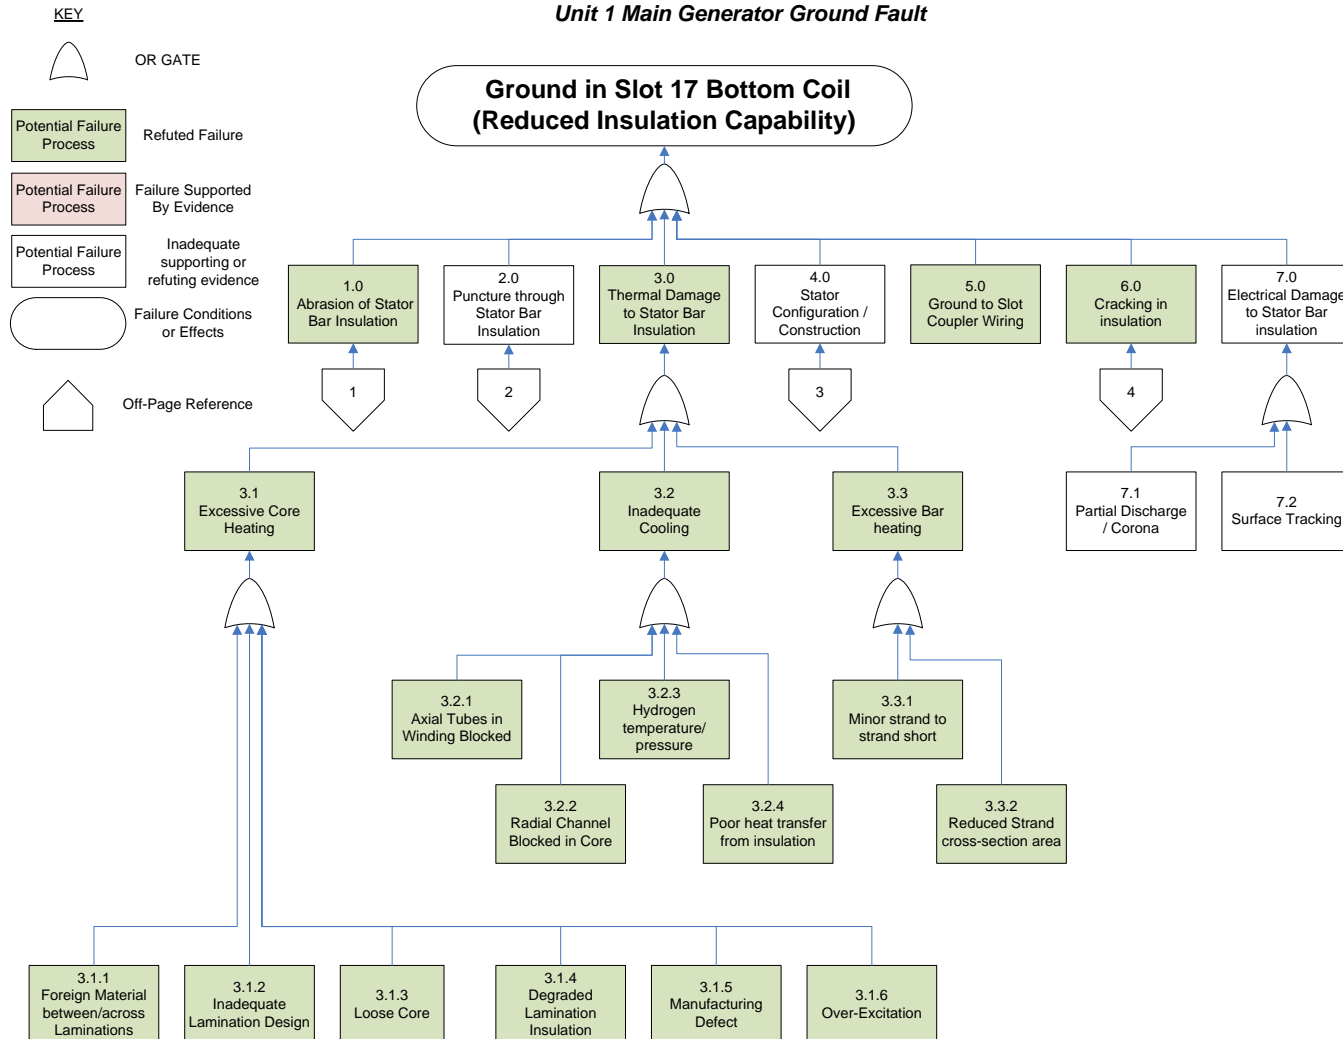 KEY
Unit 1 Main Generator Ground Fault
OR GATE
Ground in Slot 17 Bottom Coil
(Reduced Insulation Capability)
Potential Failure
Process
Refuted Failure
Potential Failure
Process
Failure Supported
By Evidence
Potential Failure
Process
Inadequate
supporting or
refuting evidence
Failure Conditions
or Effects
Off-Page Reference
1.0
Abrasion of Stator
Bar Insulation
2.0
Puncture through
Stator Bar
Insulation
3.0
Thermal Damage
to Stator Bar
Insulation
4.0
Stator
Configuration /
Construction
5.0
Ground to Slot
Coupler Wiring
6.0
Cracking in
insulation
7.0
Electrical Damage
to Stator Bar
insulation
1
2
3
4
3.1
Excessive Core
Heating
3.2
Inadequate
Cooling
3.3
Excessive Bar
heating
7.1
Partial Discharge
/ Corona
7.2
Surface Tracking
3.2.1
Axial Tubes in
Winding Blocked
3.2.3
Hydrogen
temperature/
pressure
3.3.1
Minor strand to
strand short
3.2.2
Radial Channel
Blocked in Core
3.2.4
Poor heat transfer
from insulation
3.3.2
Reduced Strand
cross-section area
3.1.1
Foreign Material
between/across
Laminations
3.1.2
Inadequate
Lamination Design
3.1.3
Loose Core
3.1.4
Degraded
Lamination
Insulation
3.1.5
Manufacturing
Defect
3.1.6
Over-Excitation